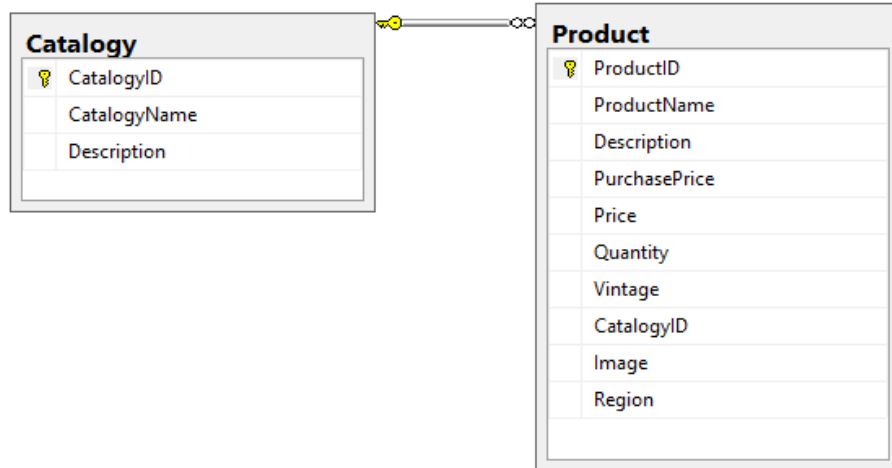 Catalogy
CatalogyID
CatalogyName
Description
Product
ProductID
ProductName
Description
PurchasePrice
Price
Quantity
Vintage
CatalogyID
Image
Region